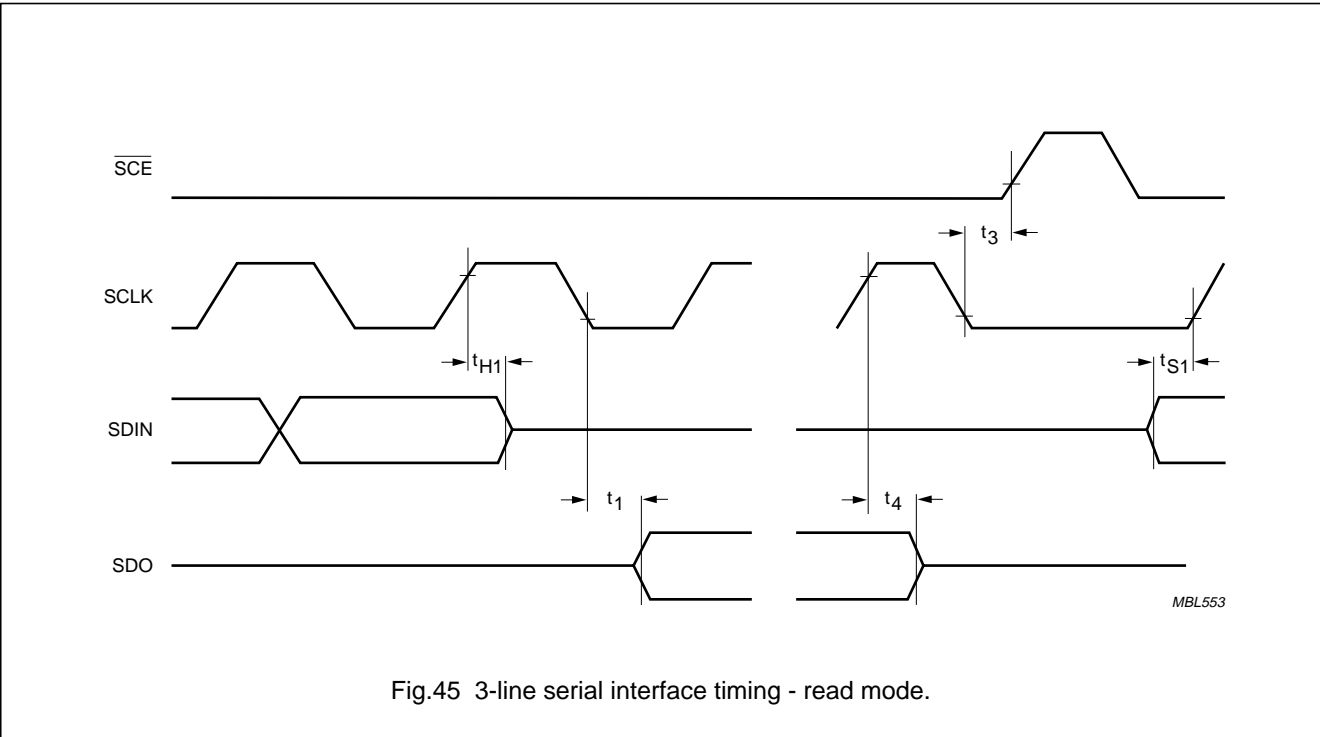 SCE
t3
SCLK
tH1
tS1
SDIN
t1
t4
SDO
MBL553
Fig.45 3-line serial interface timing - read mode.